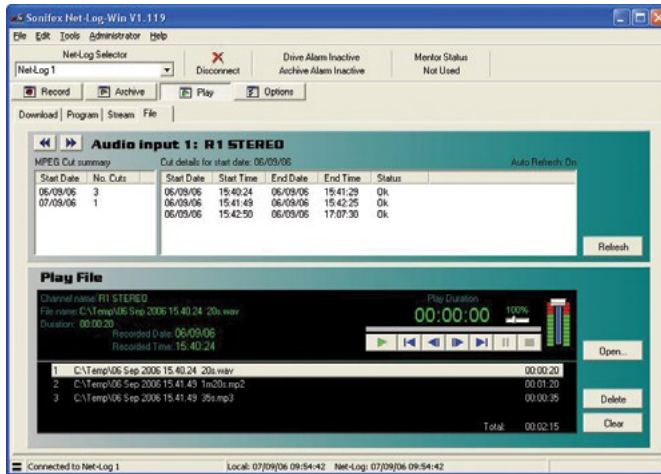 Sonifex Net-Log-Win V1.119
File Edit Tools Administrator Help
Net-Log Selector
Net-Log 1
Disconnect
Drive Alarm Inactive
Archive Alarm Inactive
Mentor Status
Not Used
Record Archive Play Options
Download Program Stream File
Audio input 1: R1 STEREO
MPEG Cut summary Cut details for start date: 06/09/06 Auto Refresh: On
Start Date No. Cuts Start Date Start Time End Date End Time Status
06/09/06 3 06/09/06 15:40:24 06/09/06 15:41:29 Ok
07/09/06 1 06/09/06 15:41:49 06/09/06 15:42:25 Ok
06/09/06 15:42:50 06/09/06 17:07:30 Ok
Refresh
Play File
Channel name: R1 STEREO
File name: C:\Temp\06 Sep 2006 15.40.24 20s.wav
Duration: 00:00:20
Recorded Date: 06/09/06
Recorded Time: 15:40:24
Play Duration
00:00:00 100%
Open...
1 C:\Temp\06 Sep 2006 15.40.24 20s.wav 00:00:20
2 C:\Temp\06 Sep 2006 15.41.49 1m20s.mp2 00:01:20
3 C:\Temp\06 Sep 2006 15.41.49 35s.mp3 00:00:35
Delete
Total: 00:02:15
Clear
Connected to Net-Log 1 Local: 07/09/06 09:54:42 Net-Log: 07/09/06 09:54:42